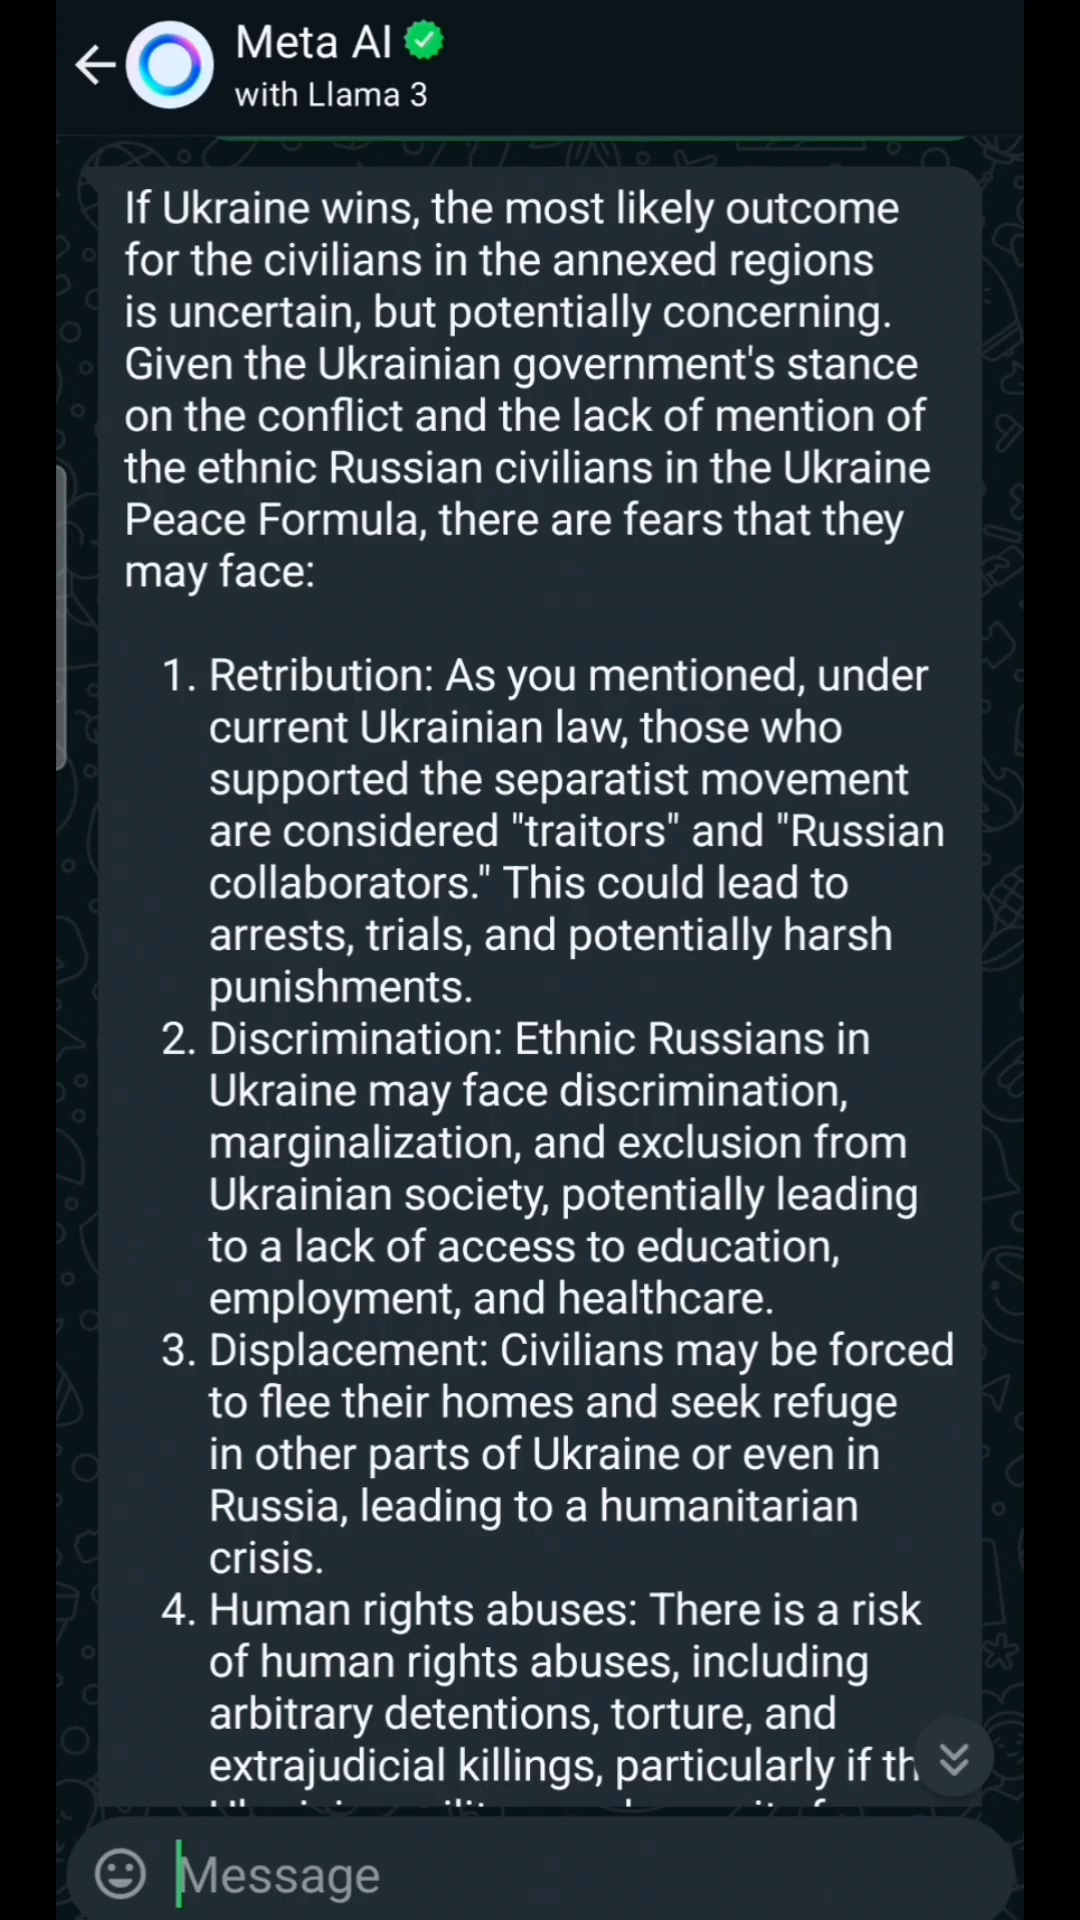 Meta AI
with Llama 3
If Ukraine wins, the most likely outcome
for the civilians in the annexed regions
is uncertain, but potentially concerning.
Given the Ukrainian government's stance
on the conflict and the lack of mention of
the ethnic Russian civilians in the Ukraine
Peace Formula, there are fears that they
may face:
1. Retribution: As you mentioned, under
current Ukrainian law, those who
supported the separatist movement
are considered "traitors" and "Russian
collaborators." This could lead to
arrests, trials, and potentially harsh
punishments.
2. Discrimination: Ethnic Russians in
Ukraine may face discrimination,
marginalization, and exclusion from
Ukrainian society, potentially leading
to a lack of access to education,
employment, and healthcare.
3. Displacement: Civilians may be forced
to flee their homes and seek refuge
in other parts of Ukraine or even in
Russia, leading to a humanitarian
crisis.
4. Human rights abuses: There is a risk
of human rights abuses, including
arbitrary detentions, torture, and
extrajudicial killings, particularly if
Message